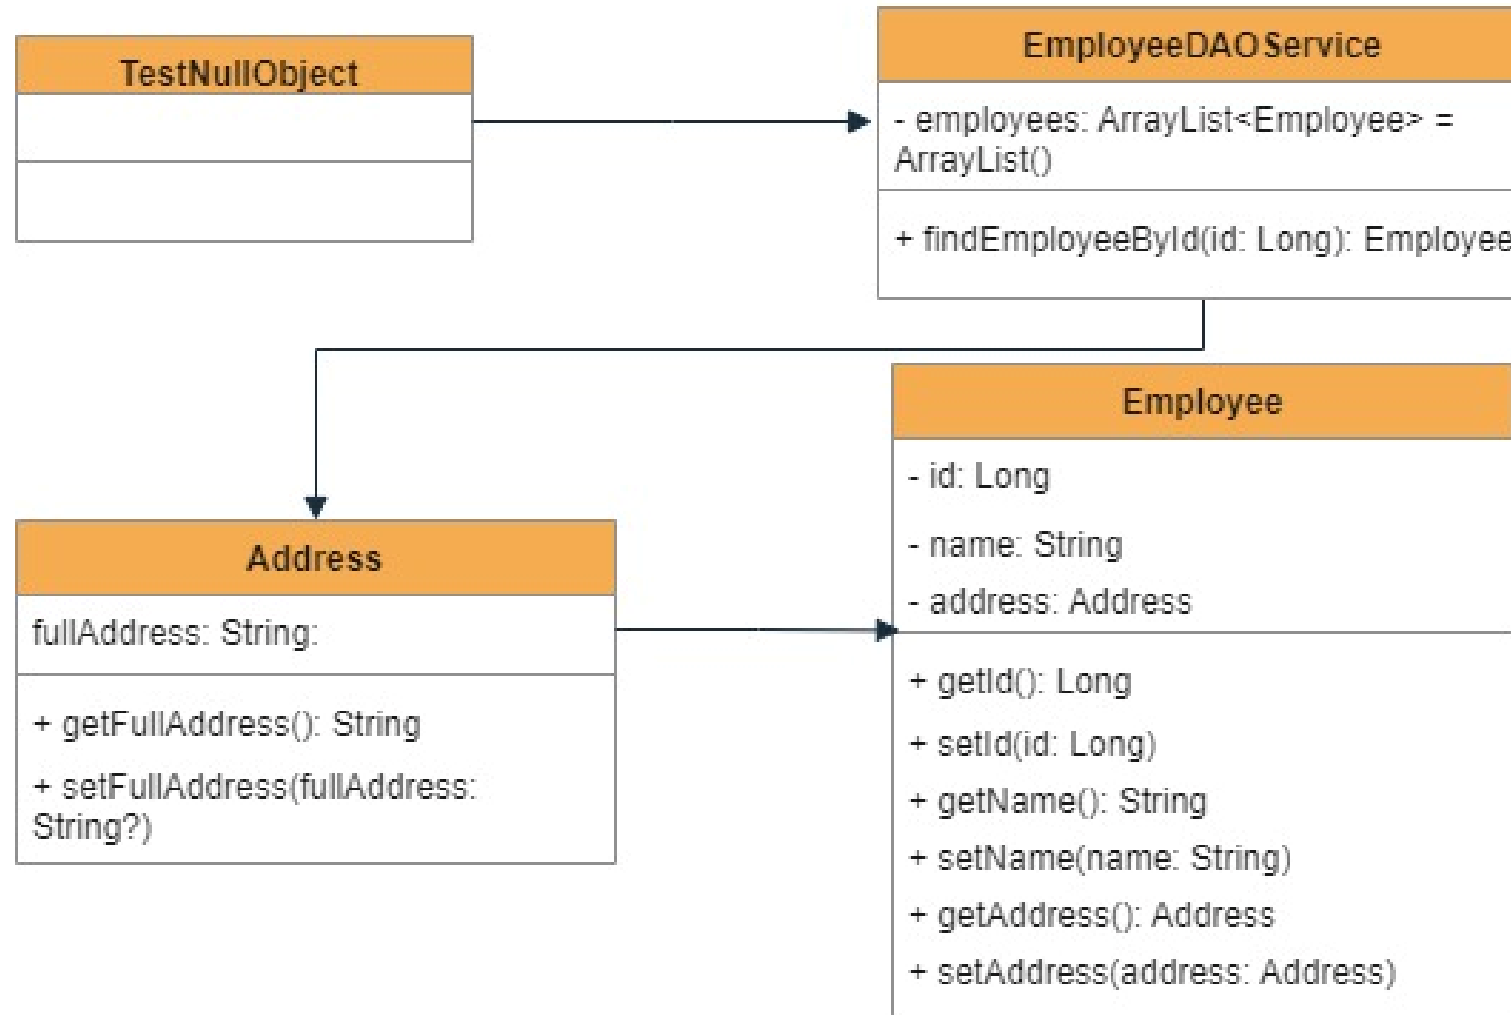 TestNullObject
EmployeeDAOService
- employees: ArrayList<Employee> =
ArrayList()
+ findEmployeeById(id: Long): Employee
Address
fullAddress: String:
+ getFullAddress(): String
+ setFullAddress(fullAddress:
String?)
Employee
- id: Long
- name: String
- address: Address
+ getId(): Long
+ setId(id: Long)
+ getName(): String
+ setName(name: String)
+ getAddress(): Address
+ setAddress(address: Address)